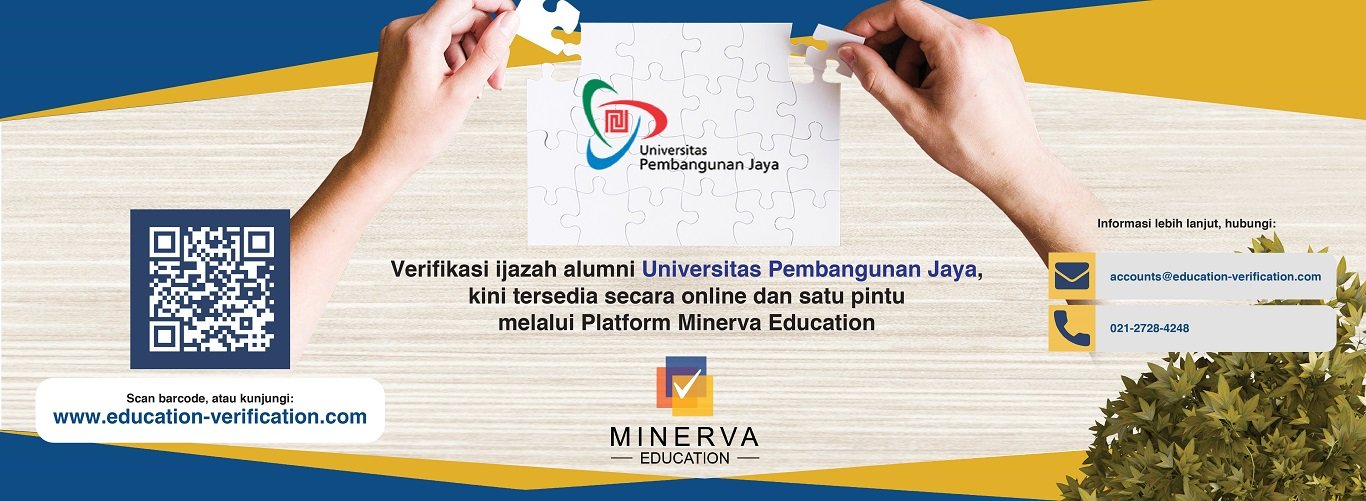 Universitas
Pembangunan Jaya
Verifikasi ijazah alumni Universitas Pembangunan Jaya,
kini tersedia secara online dan satu pintu
melalui Platform Minerva Education
Scan barcode, atau kunjungi:
www.education-verification.com
MINERVA
EDUCATION
Informasi lebih lanjut, hubungi:
accounts@education-verification.com
021-2728-4248